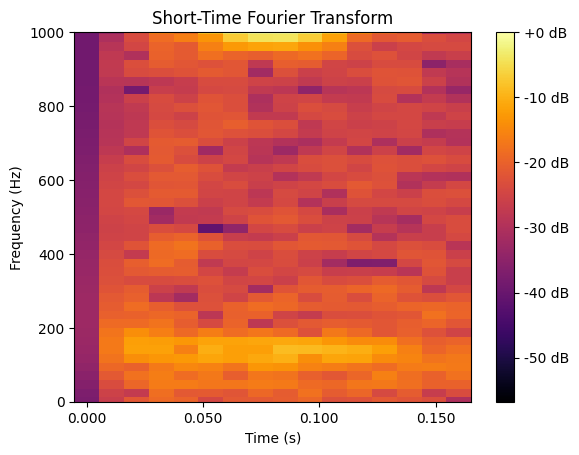 Short-Time Fourier Transform
1000
800
600
400
200
0
Frequency (Hz)
0.000
0.050
0.100
0.150
Time (s)
+0 dB
-10 dB
-20 dB
-30 dB
-40 dB
-50 dB